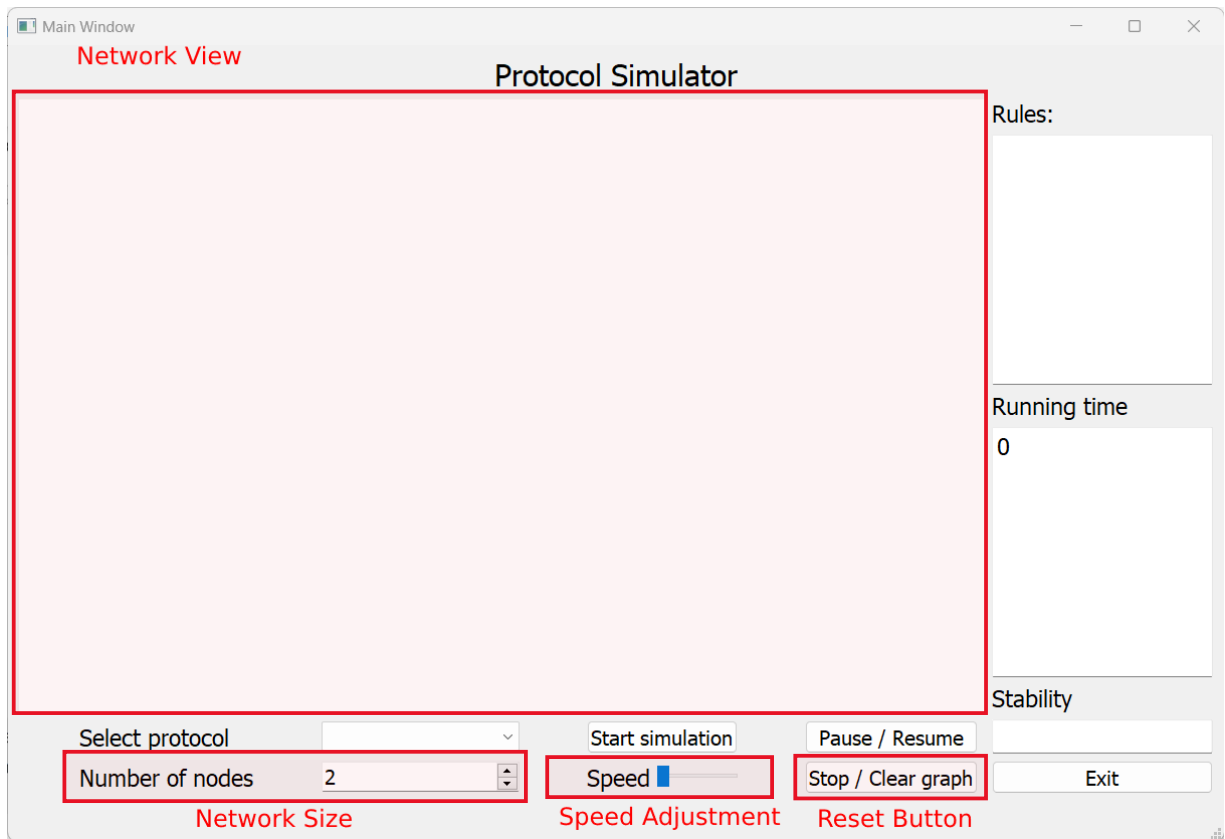 Main Window
Network View
Protocol Simulator
Rules:
Running time
0
Stability
Select protocol
Start simulation
Pause / Resume
Number of nodes
2
Speed
Stop / Clear graph
Exit
Network Size
Speed Adjustment
Reset Button